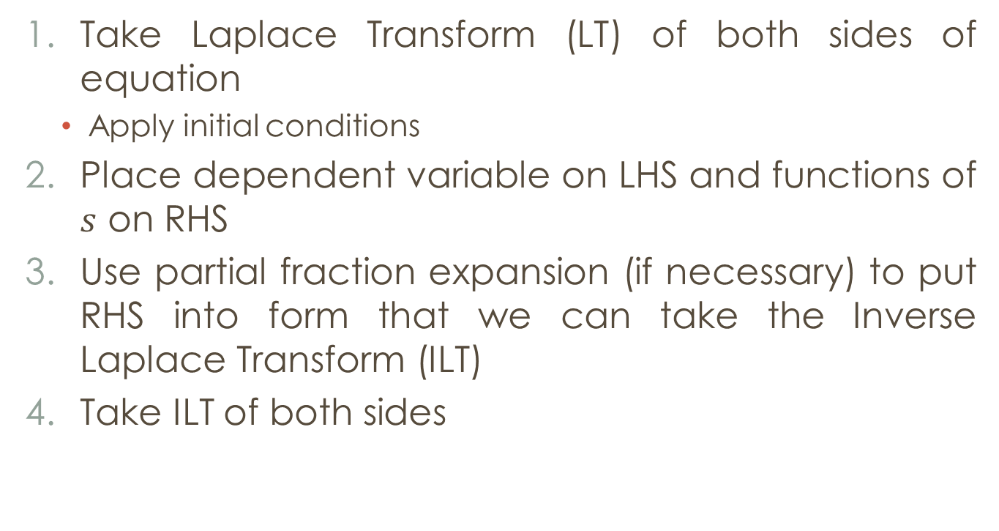 1. Take Laplace Transform (LT) of both sides of
equation
• Apply initial conditions
2. Place dependent variable on LHS and functions of
s on RHS
3. Use partial fraction expansion (if necessary) to put
RHS into form that we can take the Inverse
Laplace Transform (ILT)
4. Take ILT of both sides